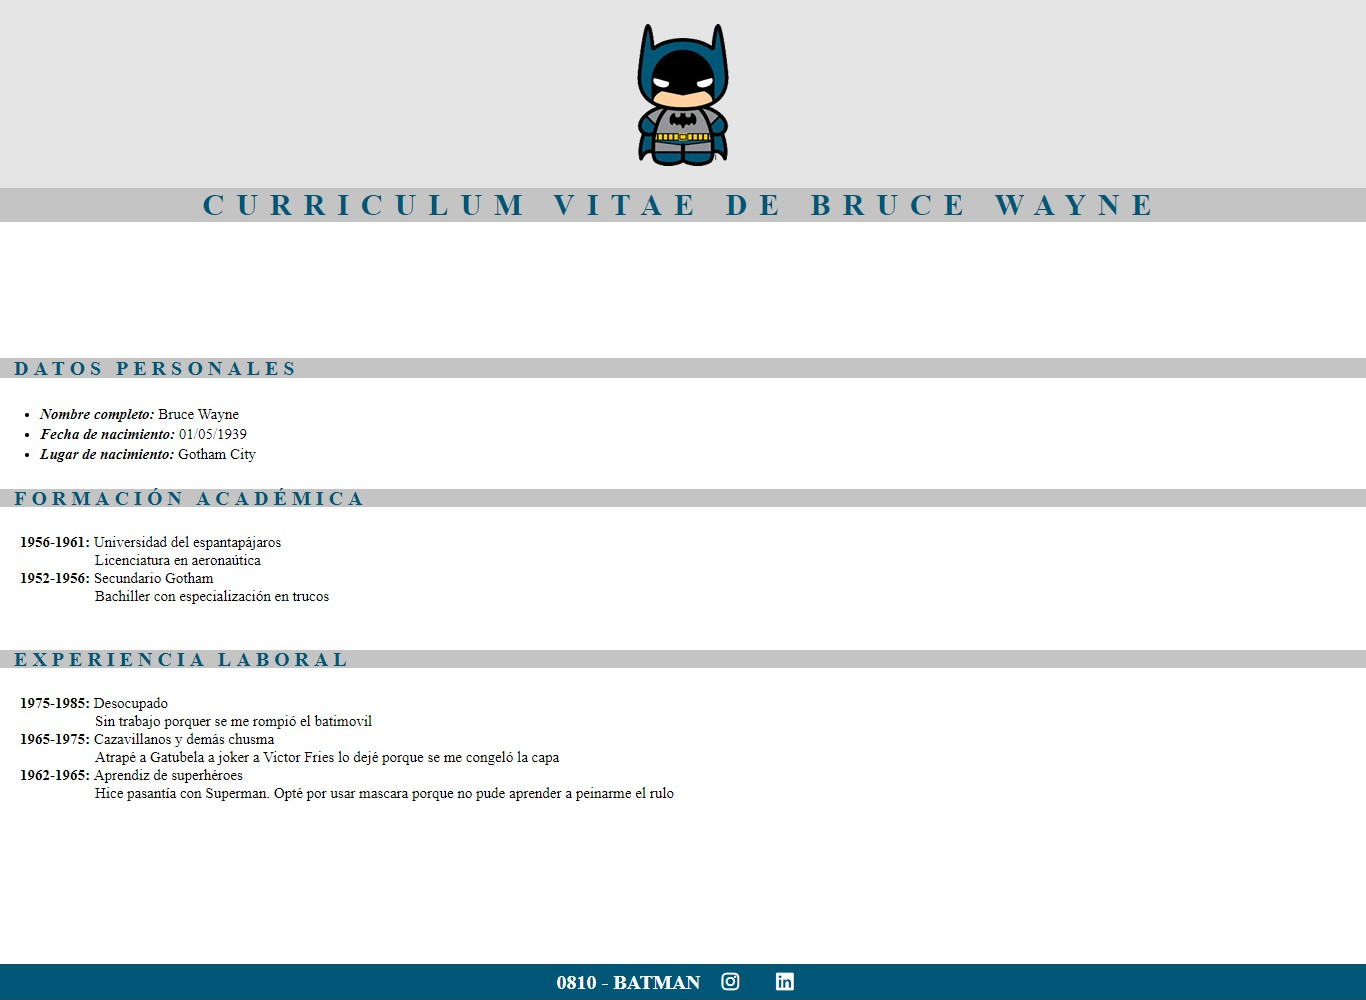 CURRICULUM VITAE DE BRUCE WAYNE
DATOS PERSONALES
Nombre completo: Bruce Wayne
Fecha de nacimiento: 01/05/1939
Lugar de nacimiento: Gotham City
FORMACIÓN ACADÉMICA
1956-1961: Universidad del espantapájaros
Licenciatura en aeronaútica
1952-1956: Secundario Gotham
Bachiller con especialización en trucos
EXPERIENCIA LABORAL
1975-1985: Desocupado
Sin trabajo porquer se me rompió el batimovil
1965-1975: Cazavillanos y demás chusma
Atrapé a Gatubela a joker a Victor Fries lo dejé porque se me congeló la capa
1962-1965: Aprendiz de superhéroes
Hice pasantía con Superman. Opté por usar mascara porque no pude aprender a peinarme el rulo
0810 - BATMAN